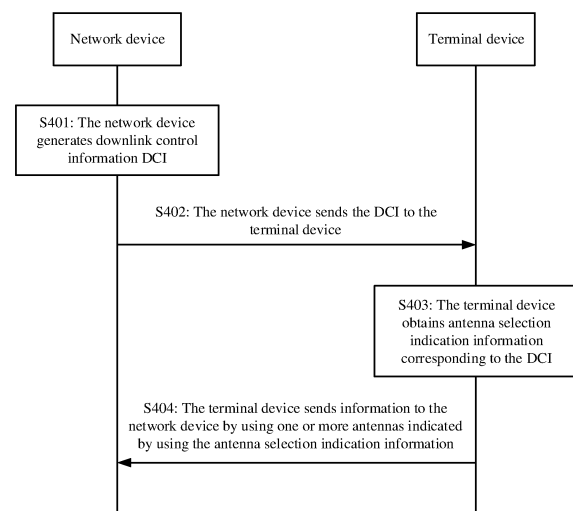 Network device
Terminal device
S401: The network device
generates downlink control
information DCI
S402: The network device sends the DCI to the
terminal device
S403: The terminal device
obtains antenna selection
indication information
corresponding to the DCI
S404: The terminal device sends information to the
network device by using one or more antennas indicated
by using the antenna selection indication information